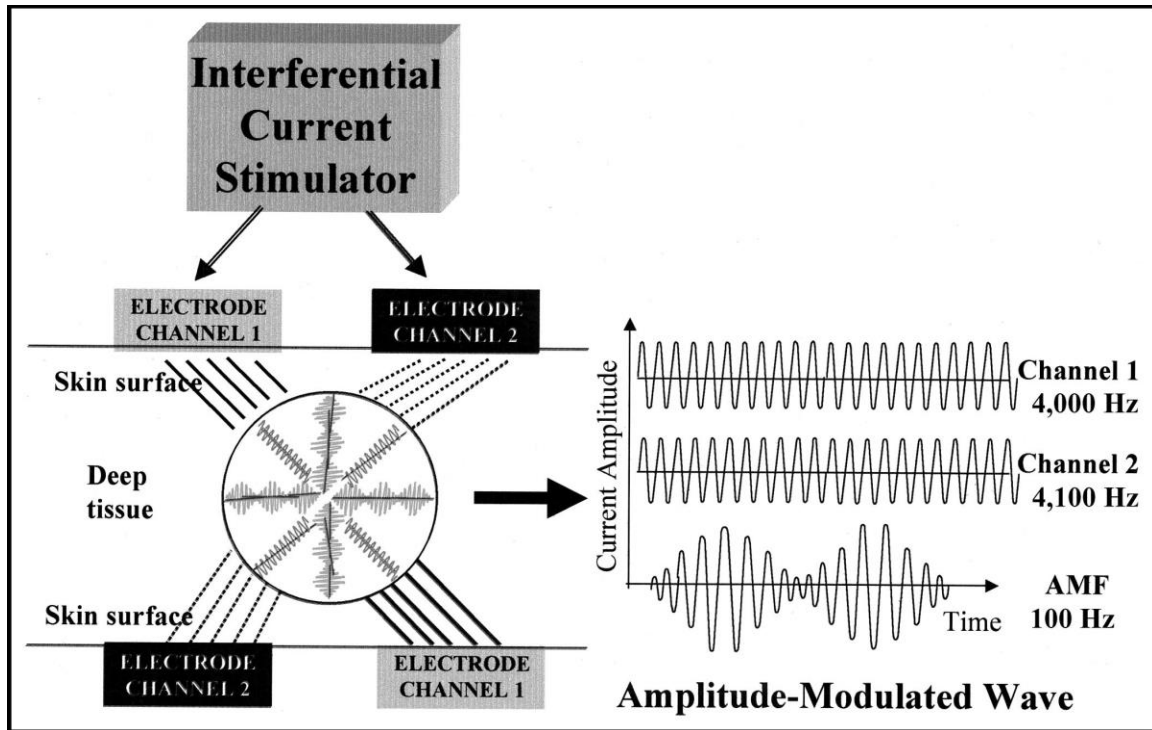 Interferential
Current
Stimulator
ELECTRODE
CHANNEL 1
ELECTRODE
CHANNEL 2
Skin surface
Deep
tissue
Skin surface
ELECTRODE
CHANNEL 2
ELECTRODE
CHANNEL 1
Current Amplitude
Channel 1
4,000 Hz
Channel 2
4,100 Hz
AMF
100 Hz
Time
Amplitude-Modulated Wave